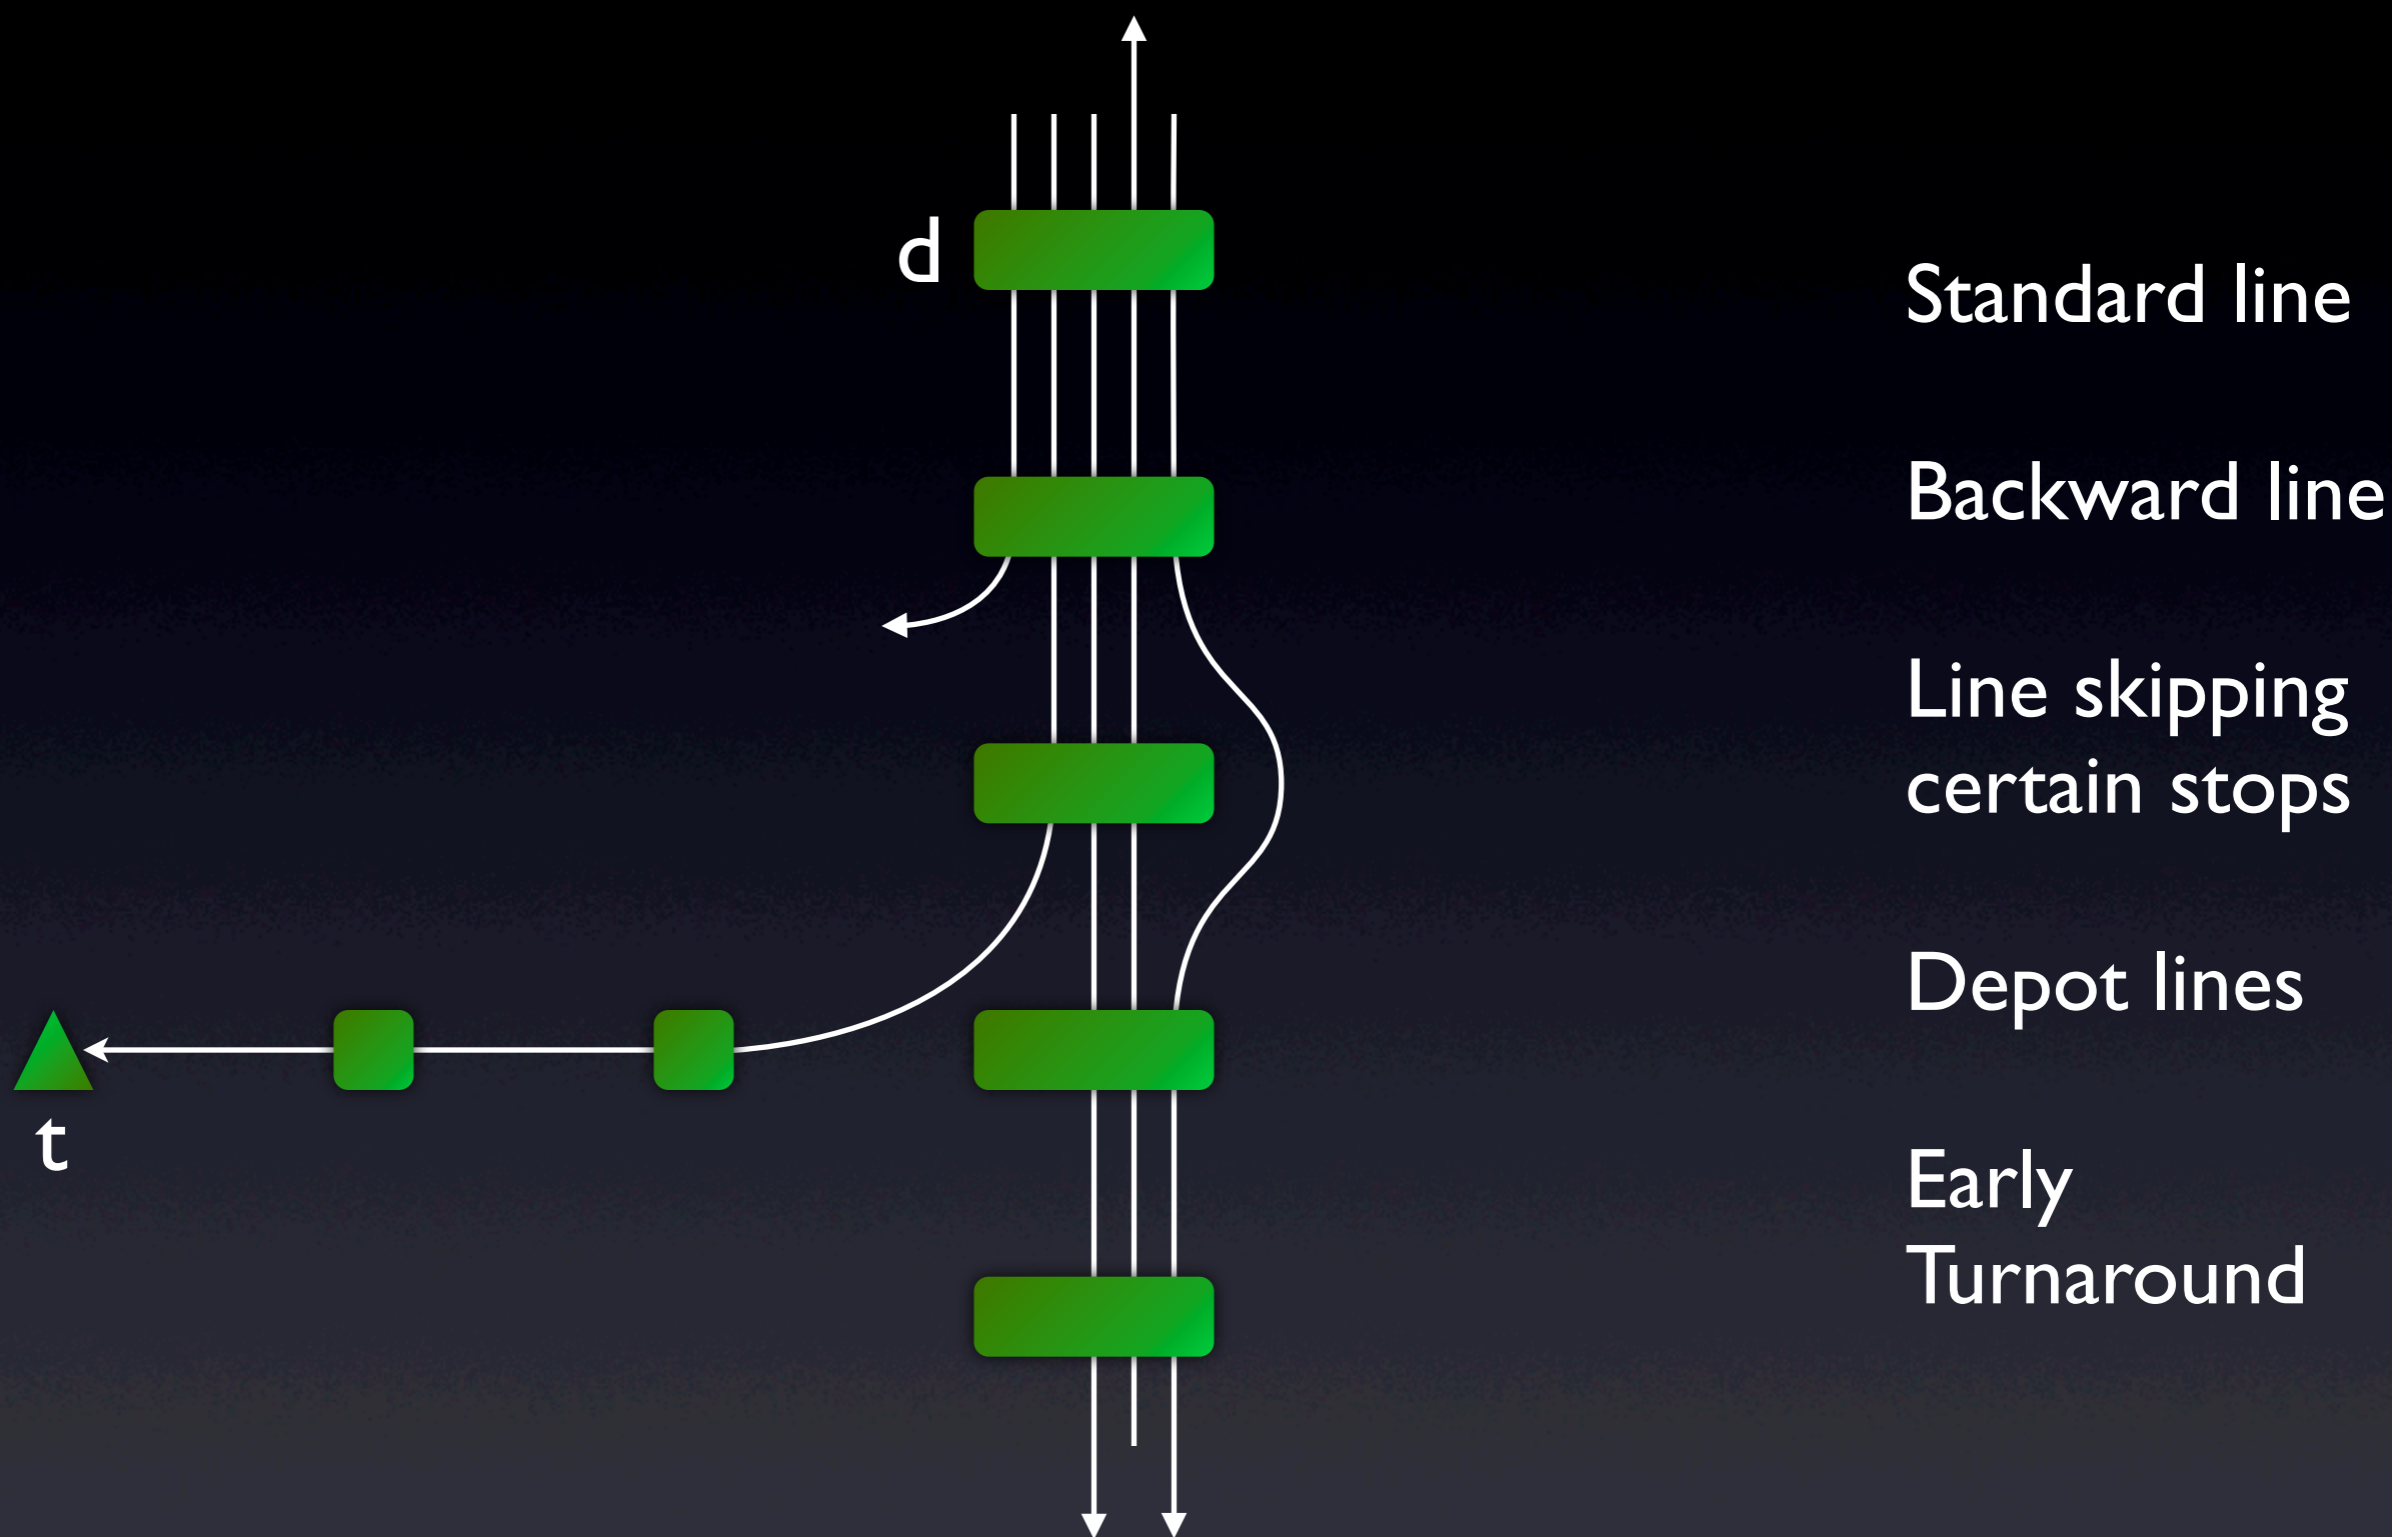 d
Standard line
Backward line
Line skipping
certain stops
Depot lines
t
Early
Turnaround